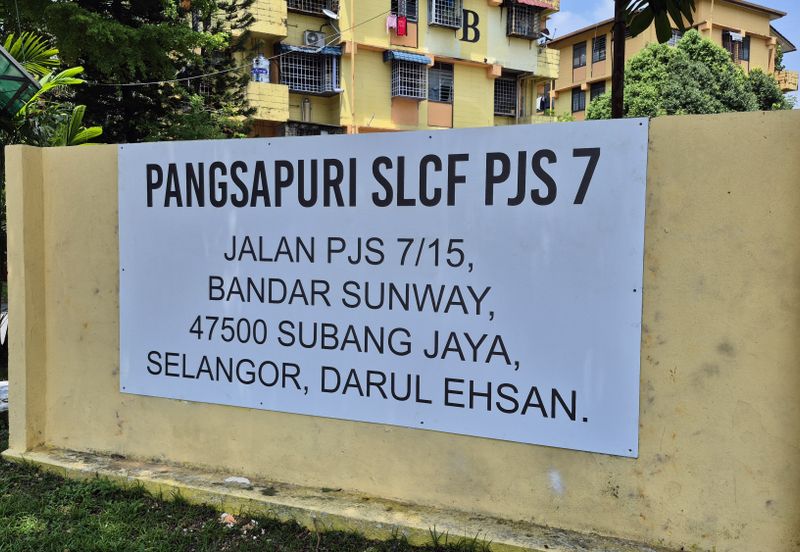 B
PANGSAPURI SLCF PJS 7
JALAN PJS 7/15,
BANDAR SUNWAY,
47500 SUBANG JAYA,
SELANGOR, DARUL EHSAN.